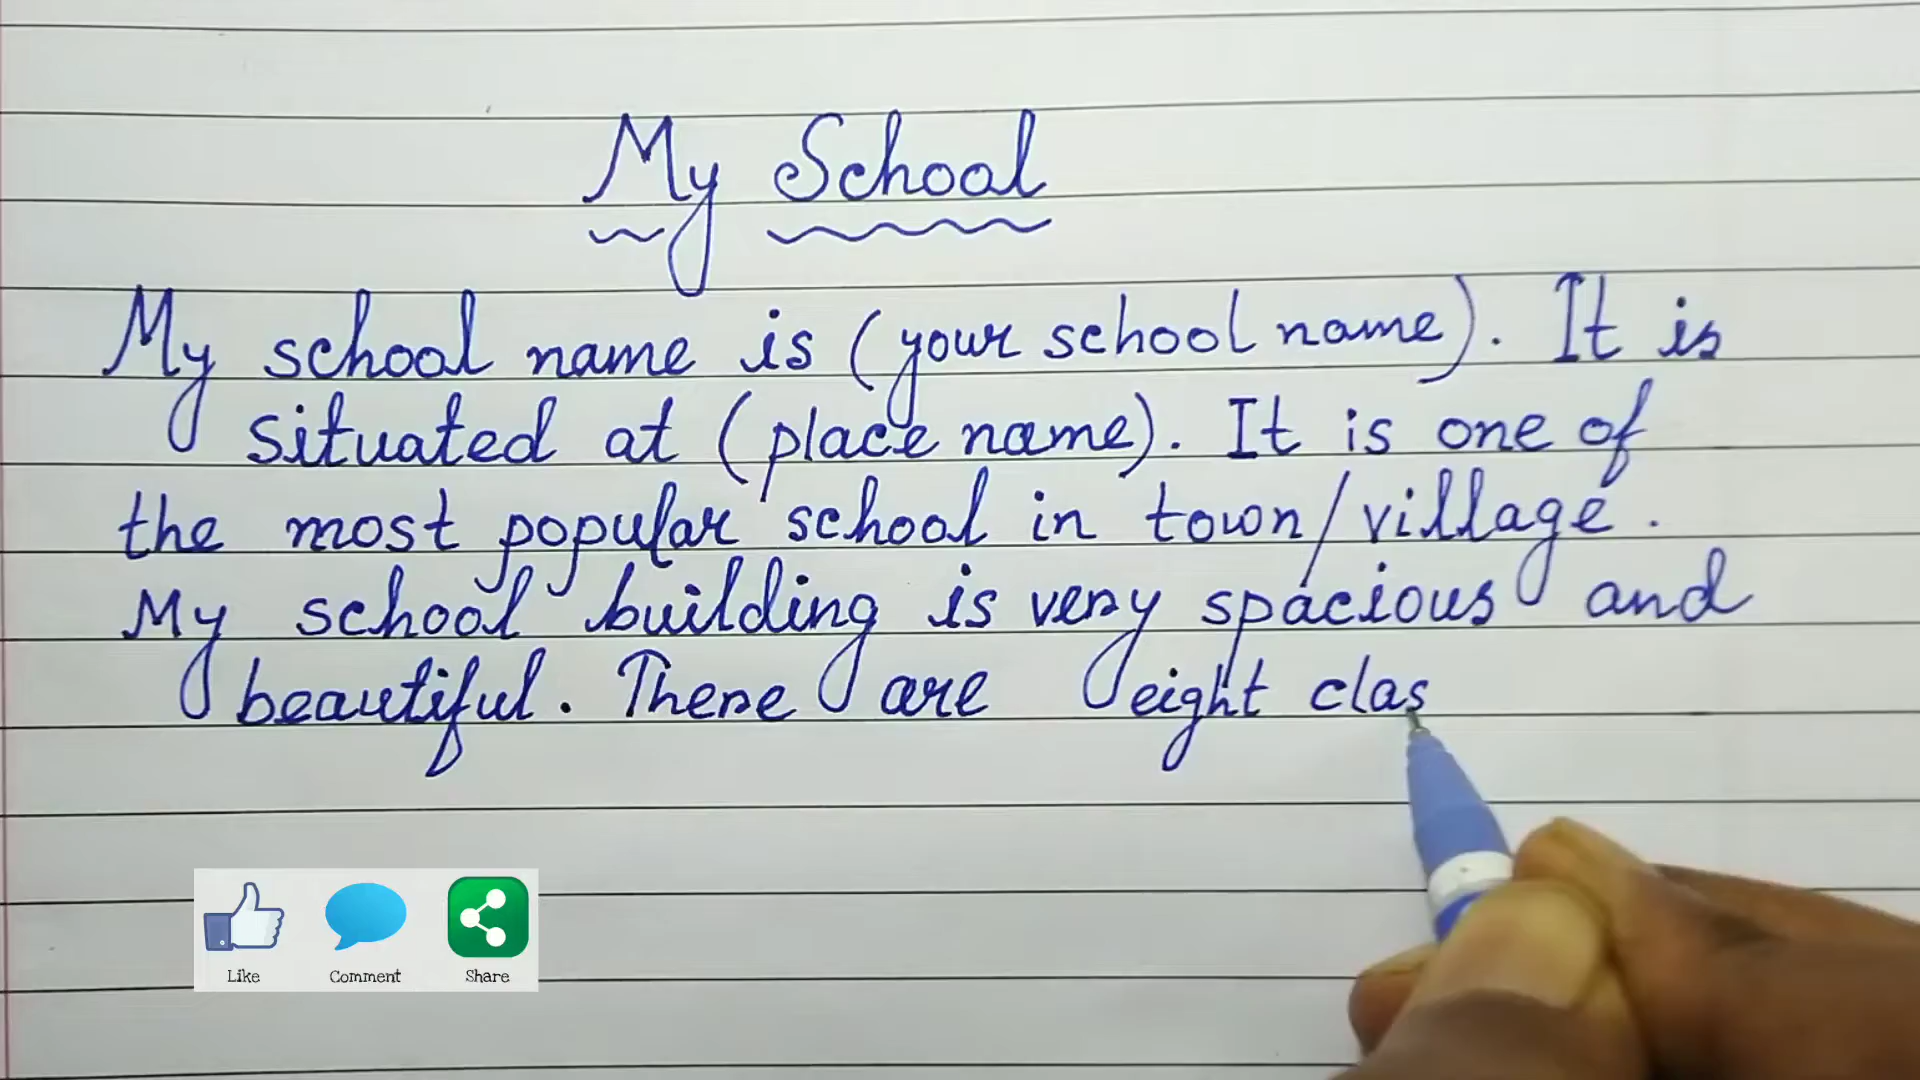 My School
My school name is (your school name). It is
situated at (place name). It is one of
the most popular school in town/village.
My school building is very spacious and
beautiful. There are eight clas
Like Comment Share